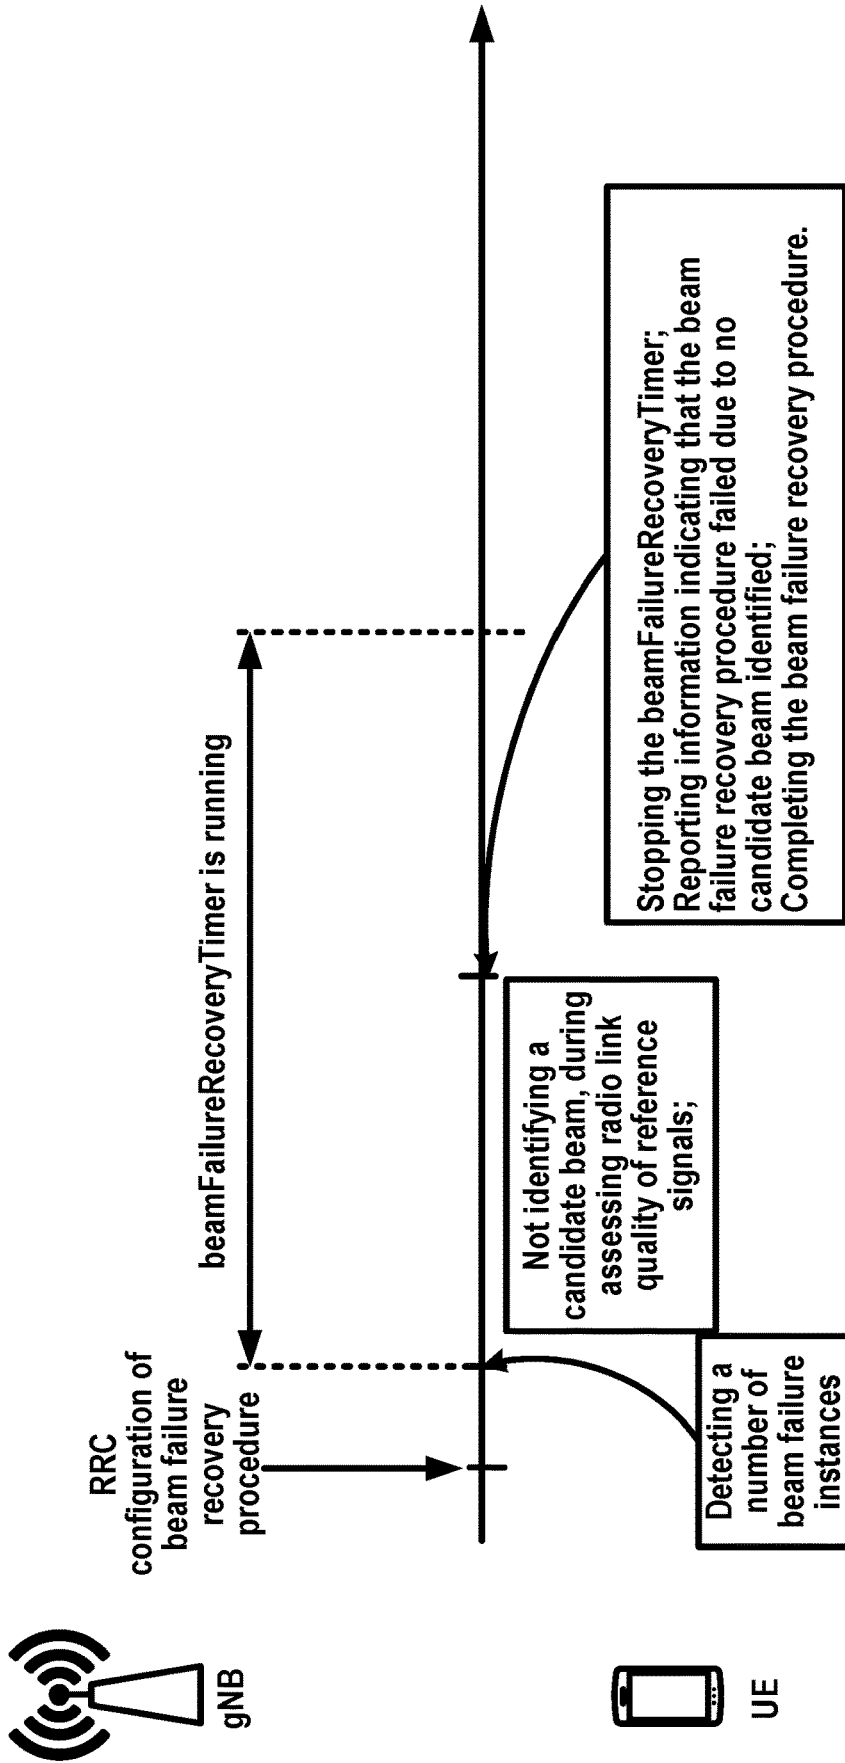 gNB
UE
RRC
configuration of
beam failure
recovery
procedure
beamFailureRecoveryTimer is running
Detecting a
number of
beam failure
instances
Not identifying a
candidate beam, during
assessing radio link
quality of reference
signals;
Stopping the beamFailureRecoveryTimer;
Reporting information indicating that the beam
failure recovery procedure failed due to no
candidate beam identified;
Completing the beam failure recovery procedure.